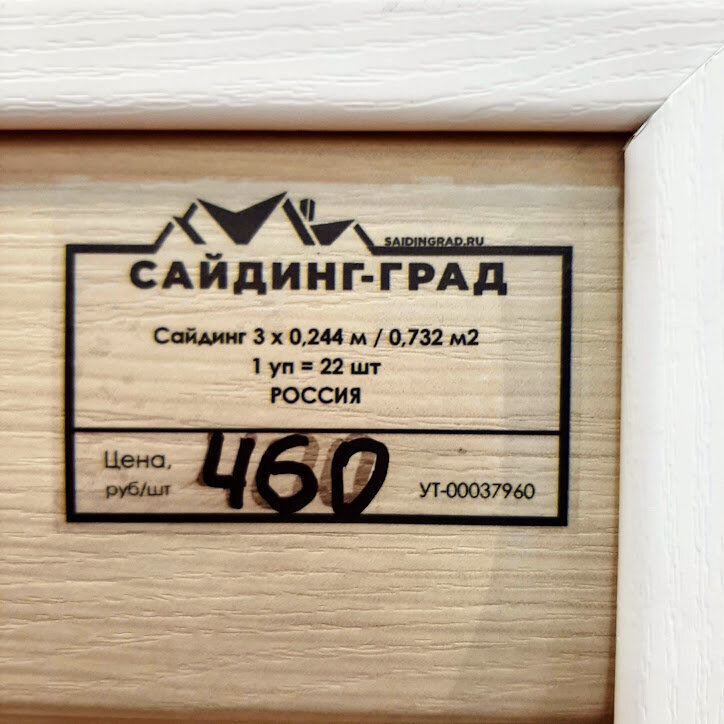 SAIDINGRAD.RU
САЙДИНГ-ГРАД
Сайдинг 3 x 0,244 м / 0,732 м2
1 уп = 22 шт
РОССИЯ
Цена,
руб/шт
460
УТ-00037960